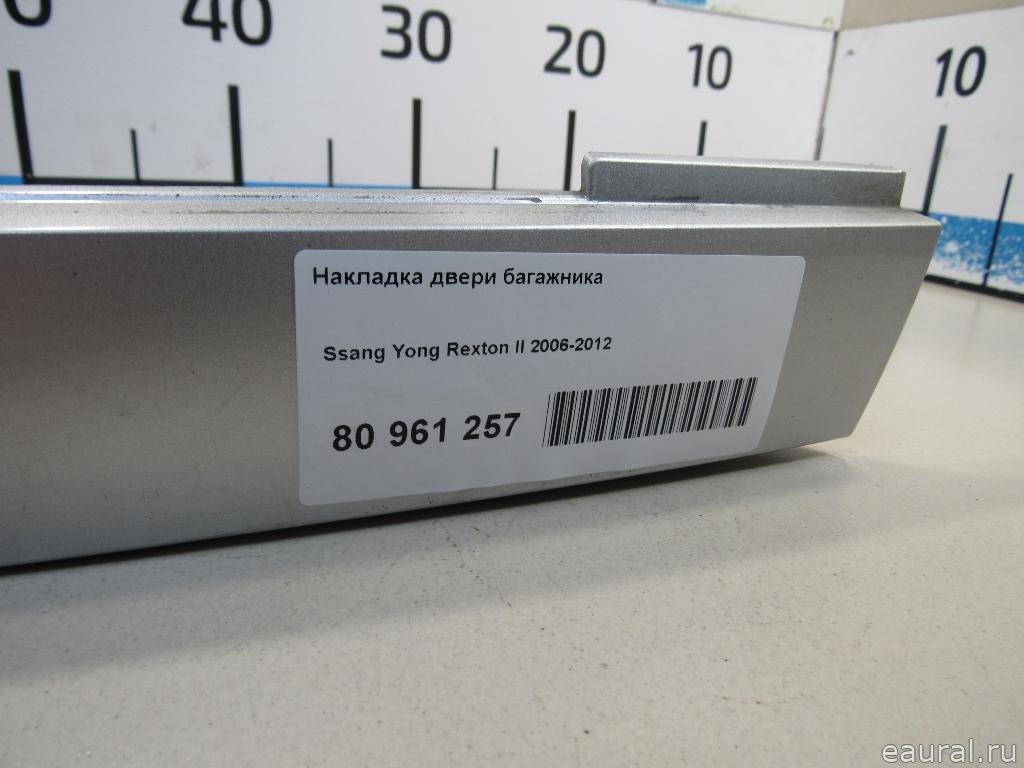 40 30 20 10 10
Накладка двери багажника
Ssang Yong Rexton II 2006-2012
80 961 257
eaural.ru